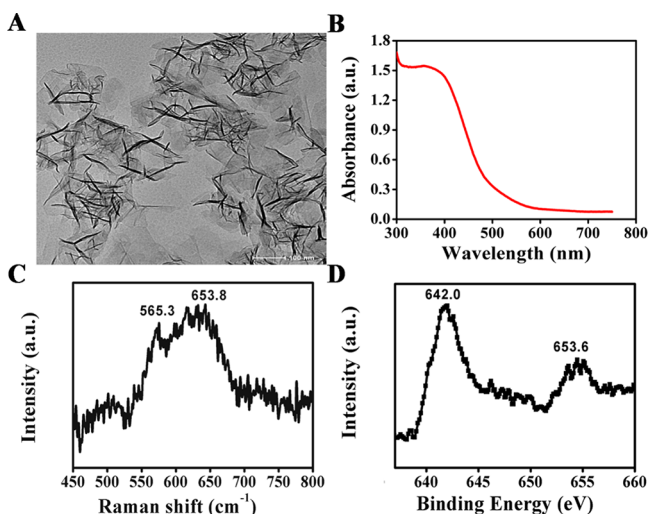 A
100 nm
B
Absorbance (a.u.)
1.8
1.5
1.2
0.9
0.6
0.3
0.0
300 400 500 600 700 800
Wavelength (nm)
C
Intensity (a.u.)
565.3
653.8
450 500 550 600 650 700 750 800
Raman shift (cm⁻¹)
D
Intensity (a.u.)
642.0
653.6
640 645 650 655 660
Binding Energy (eV)